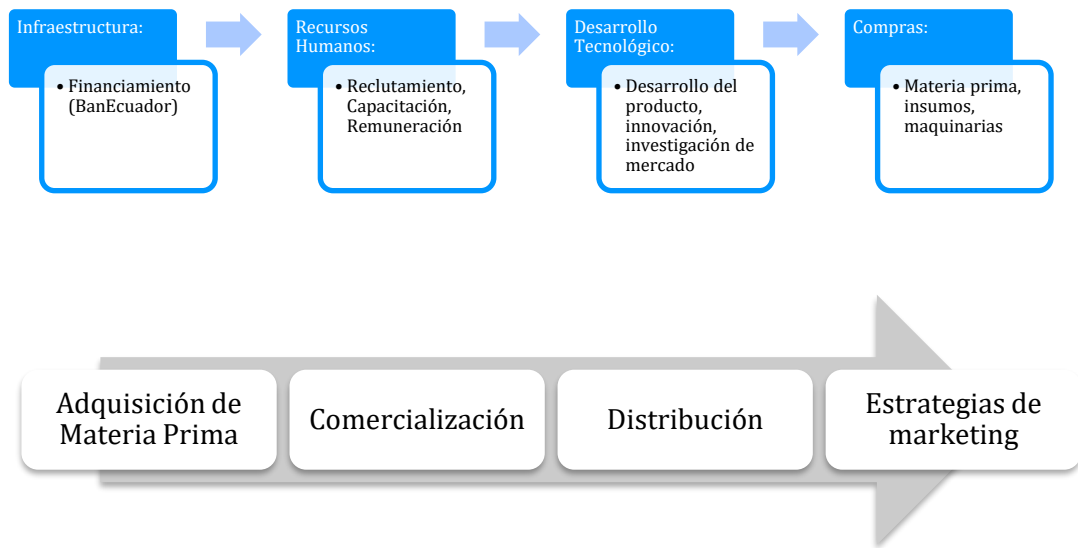 Infraestructura:
• Financiamiento
(BanEcuador)
Recursos
Humanos:
• Reclutamiento,
Capacitación,
Remuneración
Desarrollo
Tecnológico:
• Desarrollo del
producto,
innovación,
investigación de
mercado
Compras:
• Materia prima,
insumos,
maquinarias
Adquisición de
Materia Prima
Comercialización
Distribución
Estrategias de
marketing